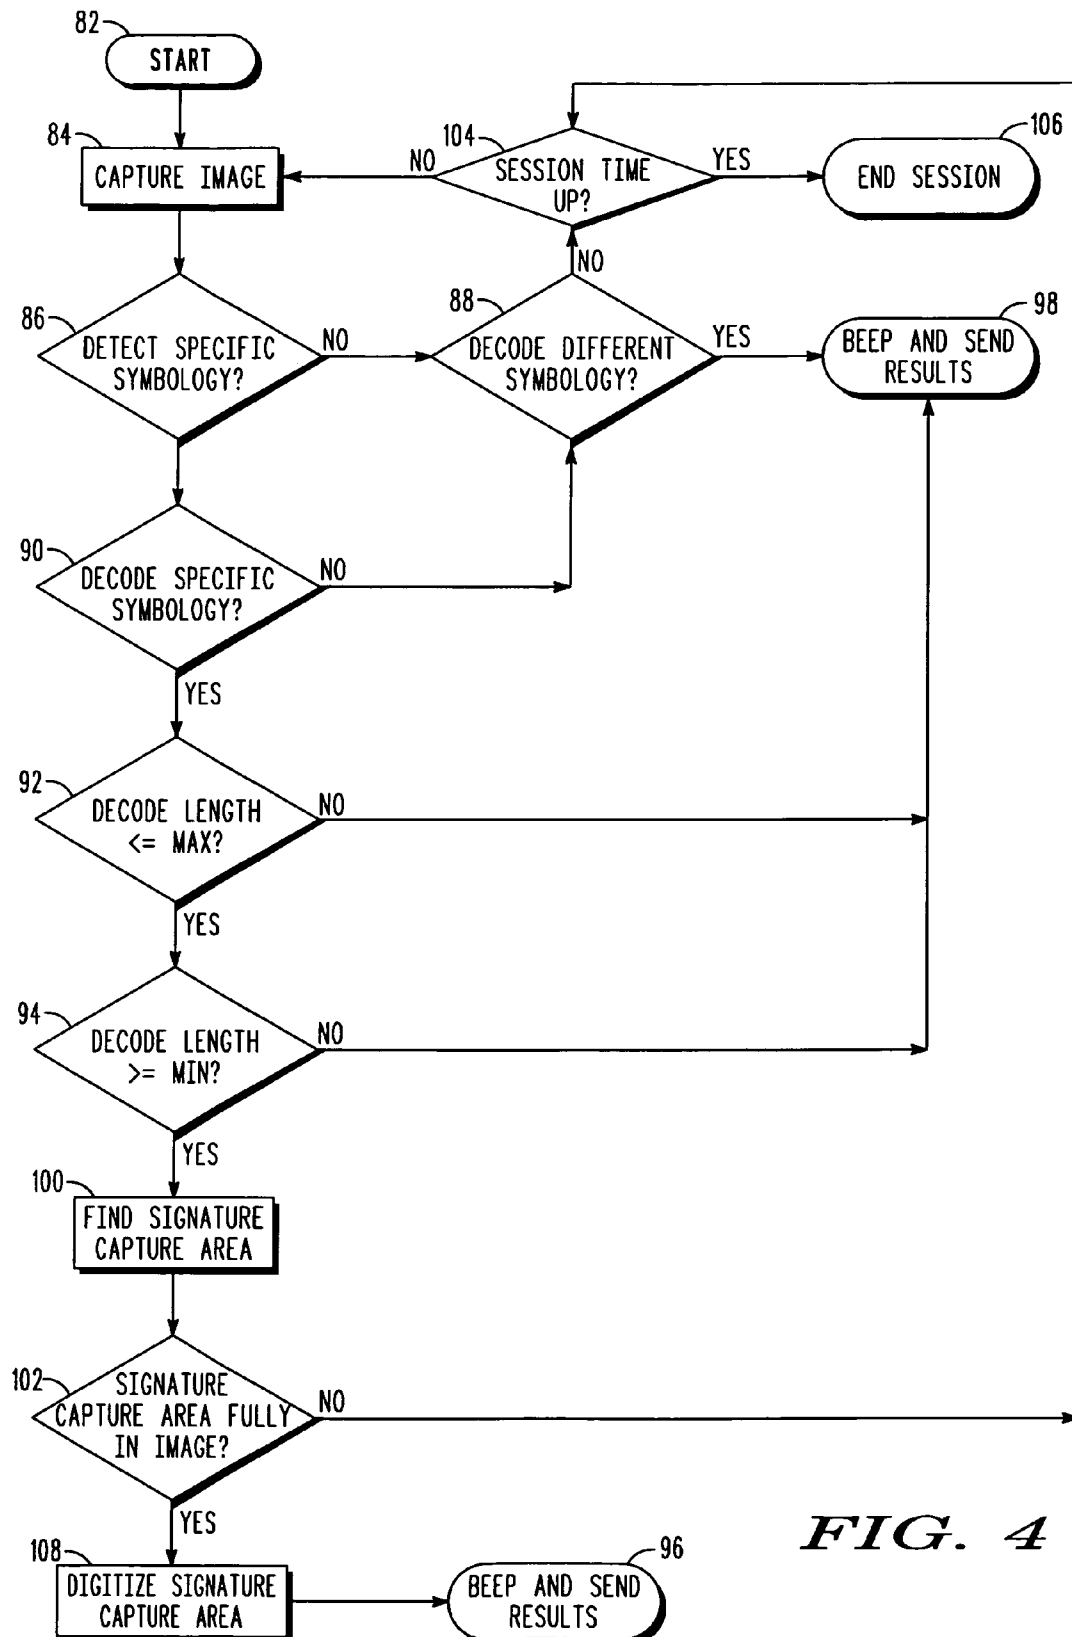 82
START
84
CAPTURE IMAGE
NO
104
SESSION TIME
UP?
YES
106
END SESSION
NO
86
DETECT SPECIFIC
SYMBOLOGY?
NO
88
DECODE DIFFERENT
SYMBOLOGY?
YES
98
BEEP AND SEND
RESULTS
90
DECODE SPECIFIC
SYMBOLOGY?
NO
YES
92
DECODE LENGTH
<= MAX?
NO
YES
94
DECODE LENGTH
>= MIN?
NO
YES
100
FIND SIGNATURE
CAPTURE AREA
102
SIGNATURE
CAPTURE AREA FULLY
IN IMAGE?
NO
YES
108
DIGITIZE SIGNATURE
CAPTURE AREA
96
BEEP AND SEND
RESULTS
FIG. 4